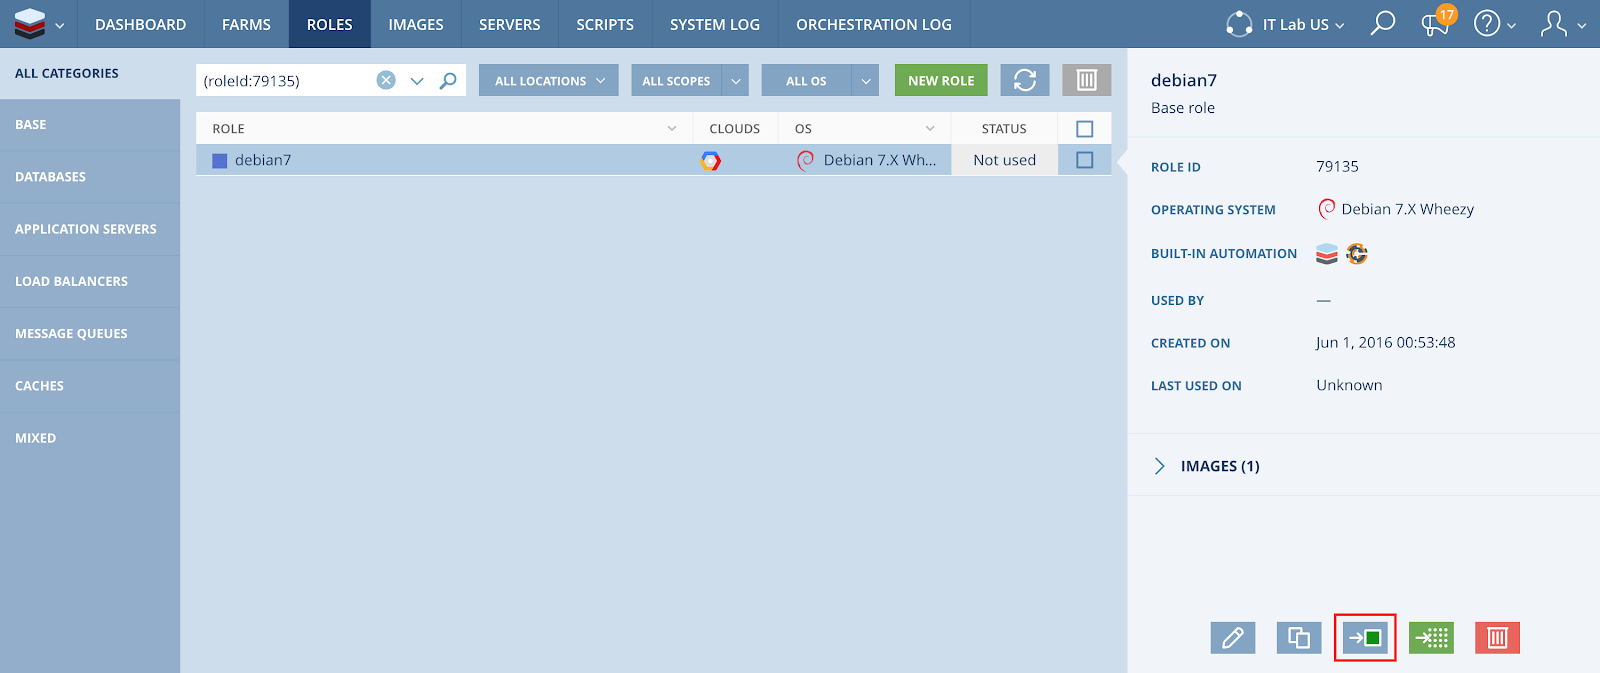 DASHBOARD FARMS ROLES IMAGES SERVERS SCRIPTS SYSTEM LOG ORCHESTRATION LOG IT Lab US 17
ALL CATEGORIES
BASE
DATABASES
APPLICATION SERVERS
LOAD BALANCERS
MESSAGE QUEUES
CACHES
MIXED
(roleId:79135) ALL LOCATIONS ALL SCOPES ALL OS NEW ROLE
ROLE CLOUDS OS STATUS
debian7 Debian 7.X Wh... Not used
debian7
Base role
ROLE ID 79135
OPERATING SYSTEM Debian 7.X Wheezy
BUILT-IN AUTOMATION
USED BY —
CREATED ON Jun 1, 2016 00:53:48
LAST USED ON Unknown
IMAGES (1)